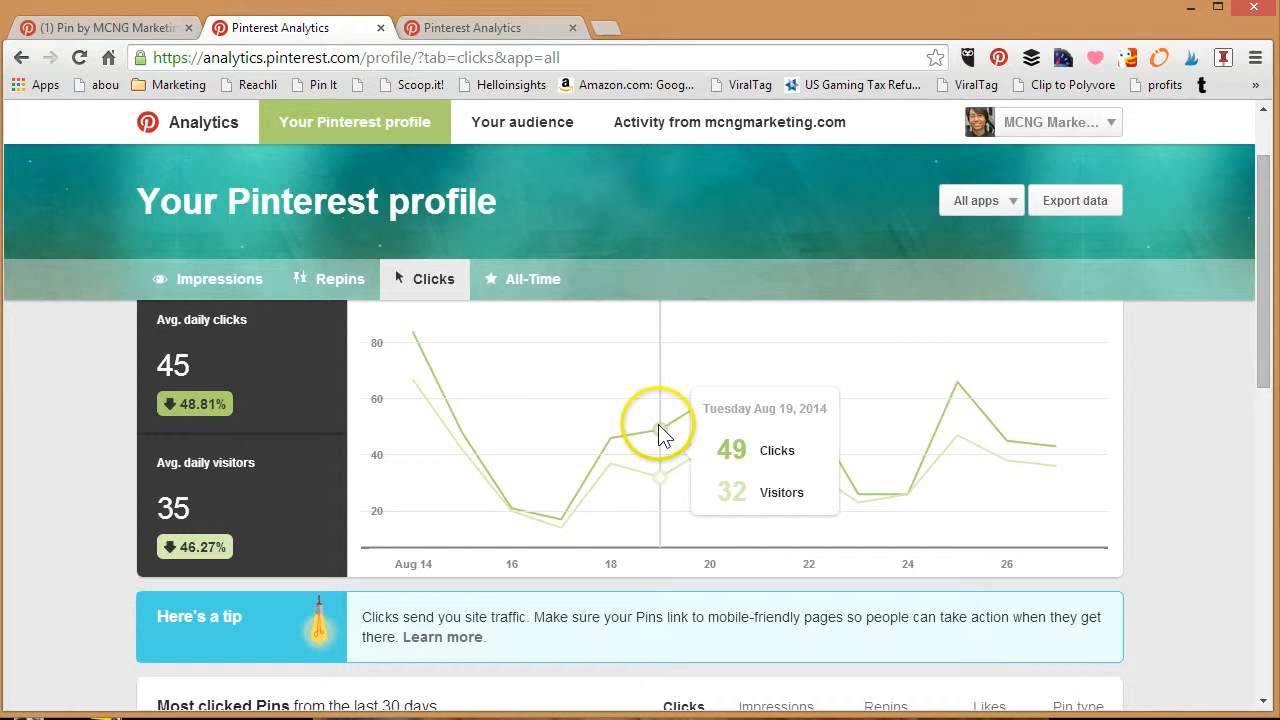 (1) Pin by MCNG Marketin
Pinterest Analytics
Pinterest Analytics
https://analytics.pinterest.com/profile/?tab=clicks&app=all
Apps abou Marketing Reachli Pin It Scoop.it! Helloinsights Amazon.com: Goog... ViralTag US Gaming Tax Refu... ViralTag Clip to Polyvore profits »
Analytics Your Pinterest profile Your audience Activity from mcngmarketing.com MCNG Marke...
Your Pinterest profile
All apps Export data
Impressions Repins Clicks All-Time
Avg. daily clicks
45
48.81%
Avg. daily visitors
35
46.27%
80
60
40
20
Tuesday Aug 19, 2014
49 Clicks
32 Visitors
Aug 14 16 18 20 22 24 26
Here's a tip
Clicks send you site traffic. Make sure your Pins link to mobile-friendly pages so people can take action when they get
there. Learn more.
Most clicked Pins from the last 30 days Clicks Impressions Repins Likes Pin type